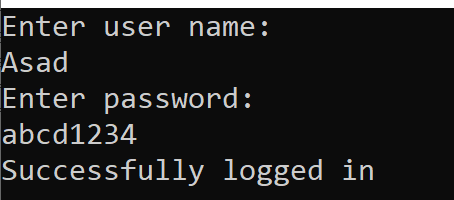 Enter user name:
Asad
Enter password:
abcd1234
Successfully logged in